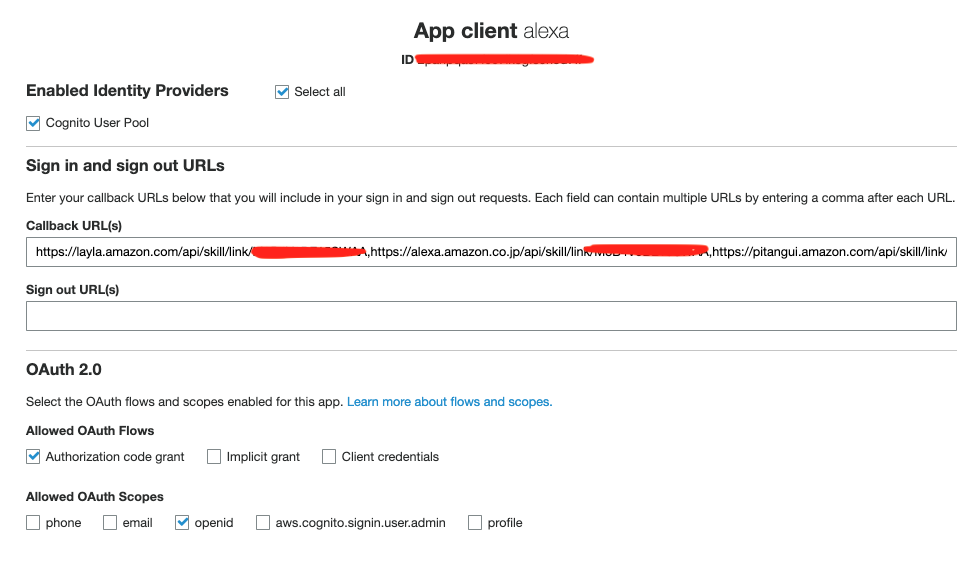 App client alexa
ID
Enabled Identity Providers
Select all
Cognito User Pool
Sign in and sign out URLs
Enter your callback URLs below that you will include in your sign in and sign out requests. Each field can contain multiple URLs by entering a comma after each URL.
Callback URL(s)
https://layla.amazon.com/api/skill/link/ ,https://alexa.amazon.co.jp/api/skill/link/ ,https://pitangui.amazon.com/api/skill/link/
Sign out URL(s)
OAuth 2.0
Select the OAuth flows and scopes enabled for this app. Learn more about flows and scopes.
Allowed OAuth Flows
Authorization code grant Implicit grant Client credentials
Allowed OAuth Scopes
phone email openid aws.cognito.signin.user.admin profile